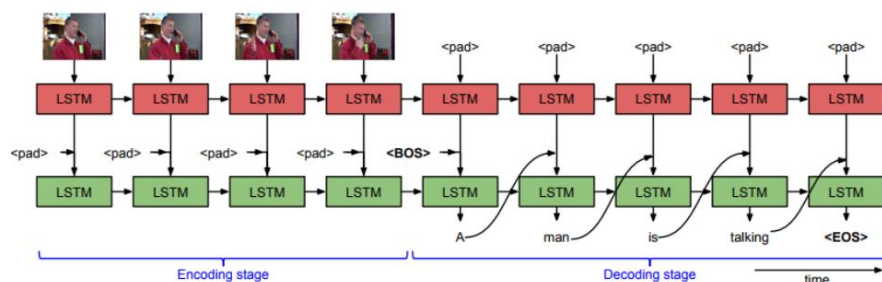 <pad> <pad> <pad> <pad> <pad>
LSTM LSTM LSTM LSTM LSTM LSTM LSTM LSTM LSTM
<pad> <pad> <pad> <pad> <BOS>
LSTM LSTM LSTM LSTM LSTM LSTM LSTM LSTM LSTM
A man is talking <EOS>
Encoding stage Decoding stage time